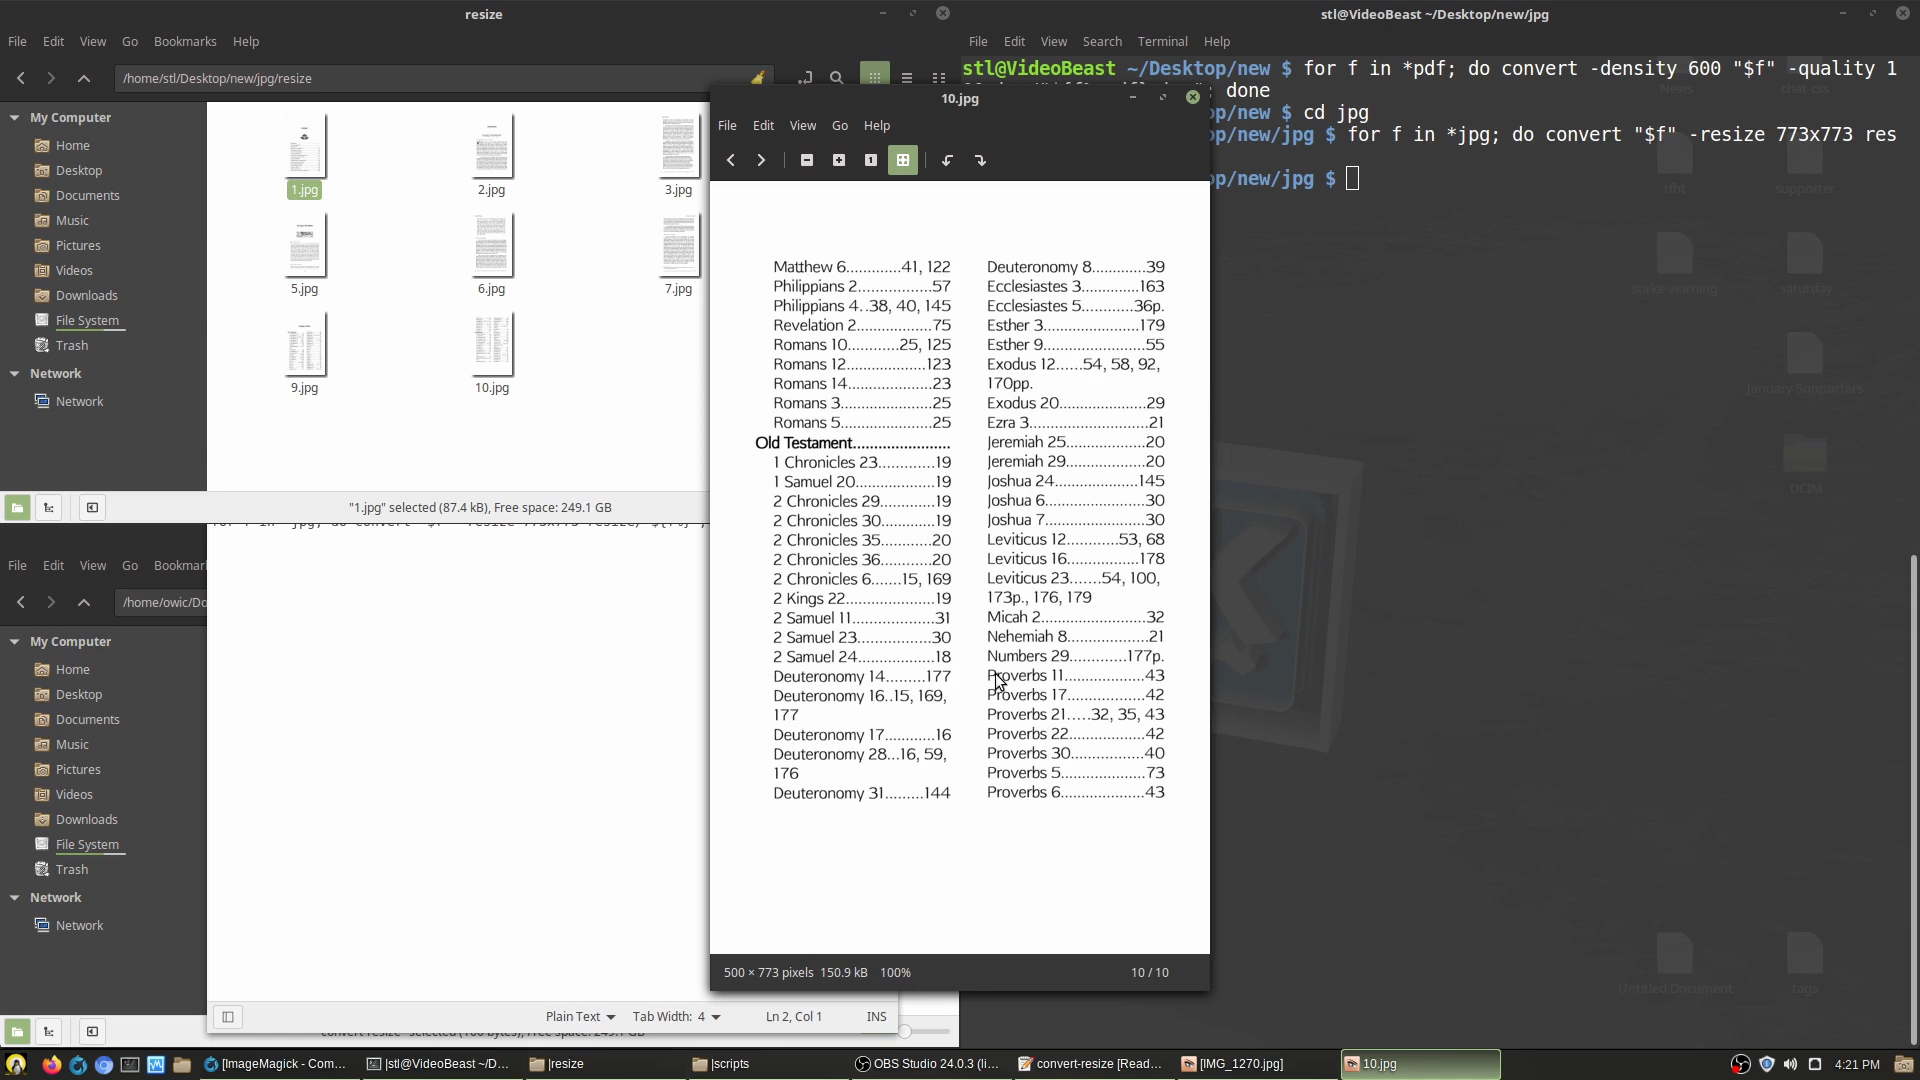 resize
File Edit View Go Bookmarks Help
/home/stl/Desktop/new/jpg/resize
My Computer
Home
Desktop
Documents
Music
Pictures
Videos
Downloads
File System
Trash
Network
Network
1.jpg 2.jpg 3.jpg
5.jpg 6.jpg 7.jpg
9.jpg 10.jpg
"1.jpg" selected (87.4 kB), Free space: 249.1 GB
File Edit View Go Bookmar
/home/owic/Do
My Computer
Home
Desktop
Documents
Music
Pictures
Videos
Downloads
File System
Trash
Network
Network
Plain Text Tab Width: 4 Ln 2, Col 1 INS
stl@VideoBeast ~/Desktop/new/jpg
File Edit View Search Terminal Help
stl@VideoBeast ~/Desktop/new $ for f in *pdf; do convert -density 600 "$f" -quality 1
done
op/new $ cd jpg
op/new/jpg $ for f in *jpg; do convert "$f" -resize 773x773 res
op/new/jpg $
News chat-css
tfht supporter
stirke-warning saturday
January Supporters
DCIM
Untitled Document tags
10.jpg
File Edit View Go Help
Matthew 6.............41, 122
Philippians 2.................57
Philippians 4..38, 40, 145
Revelation 2.................75
Romans 10............25, 125
Romans 12...................123
Romans 14.....................23
Romans 3.......................25
Romans 5.......................25
Old Testament.......................
1 Chronicles 23.............19
1 Samuel 20..................19
2 Chronicles 29.............19
2 Chronicles 30.............19
2 Chronicles 35............20
2 Chronicles 36............20
2 Chronicles 6.......15, 169
2 Kings 22.....................19
2 Samuel 11....................31
2 Samuel 23..................30
2 Samuel 24..................18
Deuteronomy 14.........177
Deuteronomy 16..15, 169,
177
Deuteronomy 17............16
Deuteronomy 28...16, 59,
176
Deuteronomy 31.........144
Deuteronomy 8.............39
Ecclesiastes 3..............163
Ecclesiastes 5............36p.
Esther 3.......................179
Esther 9........................55
Exodus 12......54, 58, 92,
170pp.
Exodus 20.....................29
Ezra 3.............................21
Jeremiah 25...................20
Jeremiah 29...................20
Joshua 24.....................145
Joshua 6........................30
Joshua 7........................30
Leviticus 12............53, 68
Leviticus 16..................178
Leviticus 23.......54, 100,
173p., 176, 179
Micah 2..........................32
Nehemiah 8...................21
Numbers 29.............177p.
Proverbs 11....................43
Proverbs 17...................42
Proverbs 21.....32, 35, 43
Proverbs 22..................42
Proverbs 30..................40
Proverbs 5.....................73
Proverbs 6....................43
500 × 773 pixels 150.9 kB 100% 10 / 10
[ImageMagick - Com... |stl@VideoBeast ~/D... |resize |scripts OBS Studio 24.0.3 (li... convert-resize [Read... [IMG_1270.jpg] 10.jpg 4:21 PM